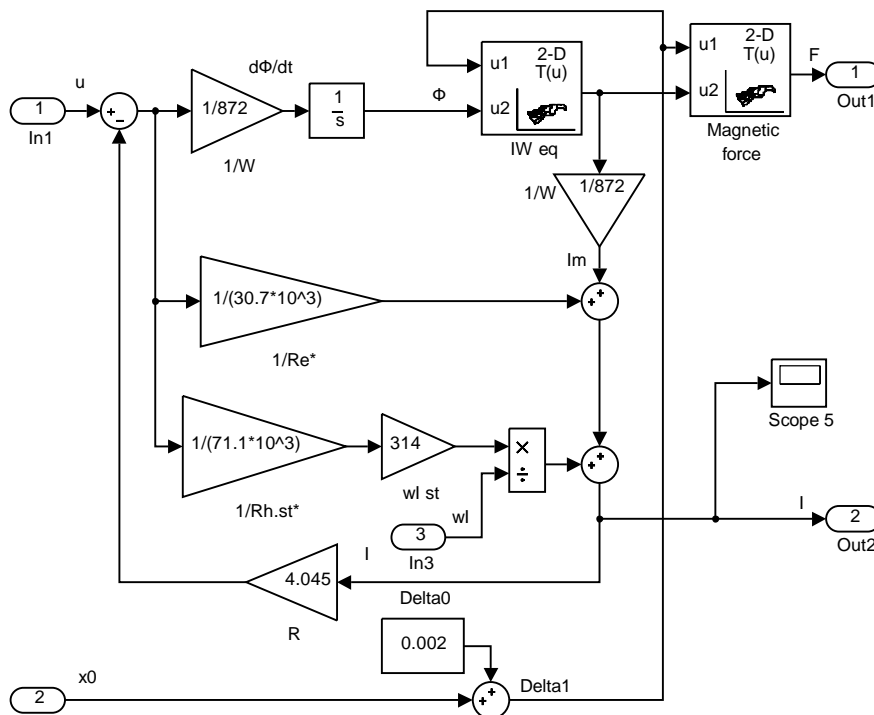 2-D
T(u)
u1
u2
IW eq
2-D
T(u)
u1
u2
Magnetic
force
F
1
Out1
u
1
In1
+
−
dΦ/dt
1/872
1/W
1
s
Φ
1/872
1/W
Im
1/(30.7*10^3)
1/Re*
+
+
Scope 5
1/(71.1*10^3)
1/Rh.st*
314
wl st
×
÷
+
+
wl
3
In3
I
2
Out2
I
4.045
R
Delta0
0.002
x0
2
+
+
Delta1